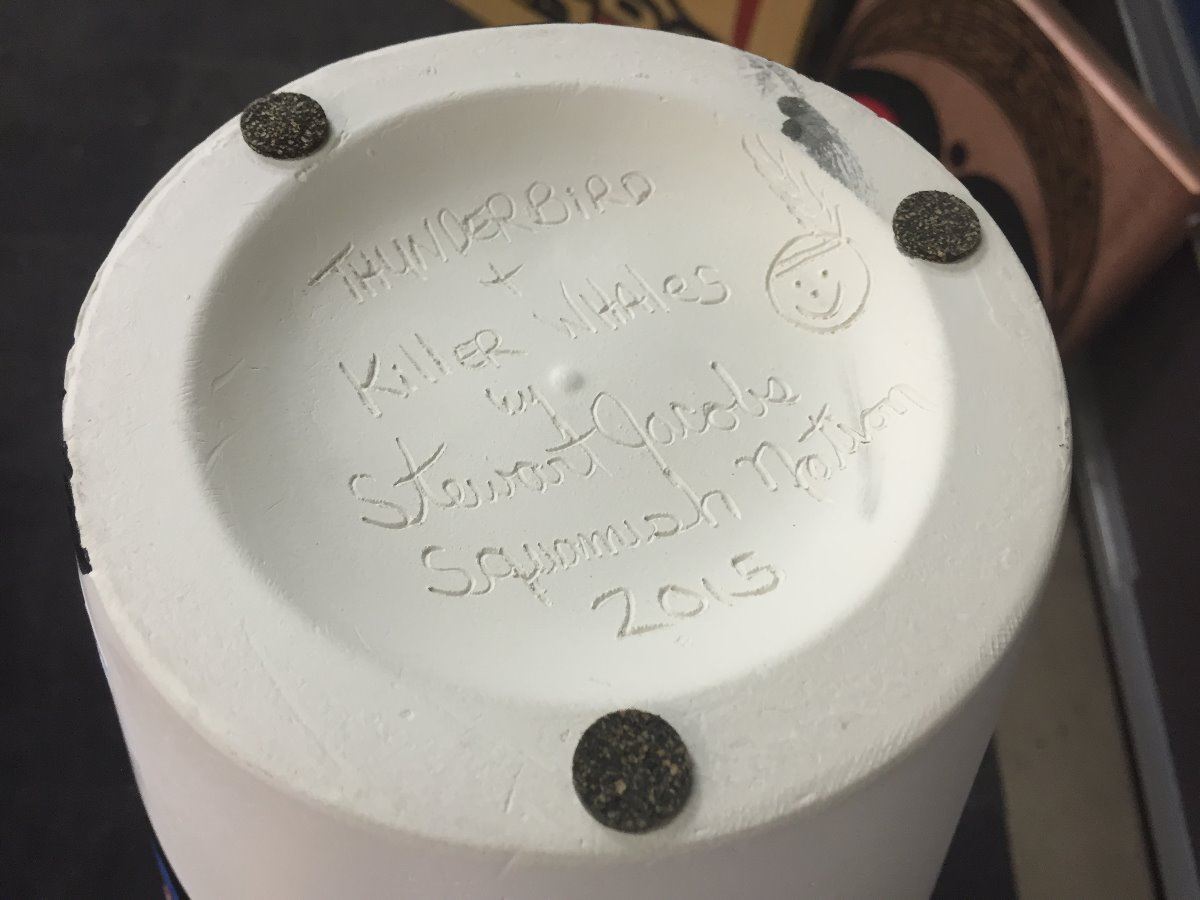 THUNDERBiRD
+
KillER WHAles
by
Stewart Jacobs
Squamish Nation
2015